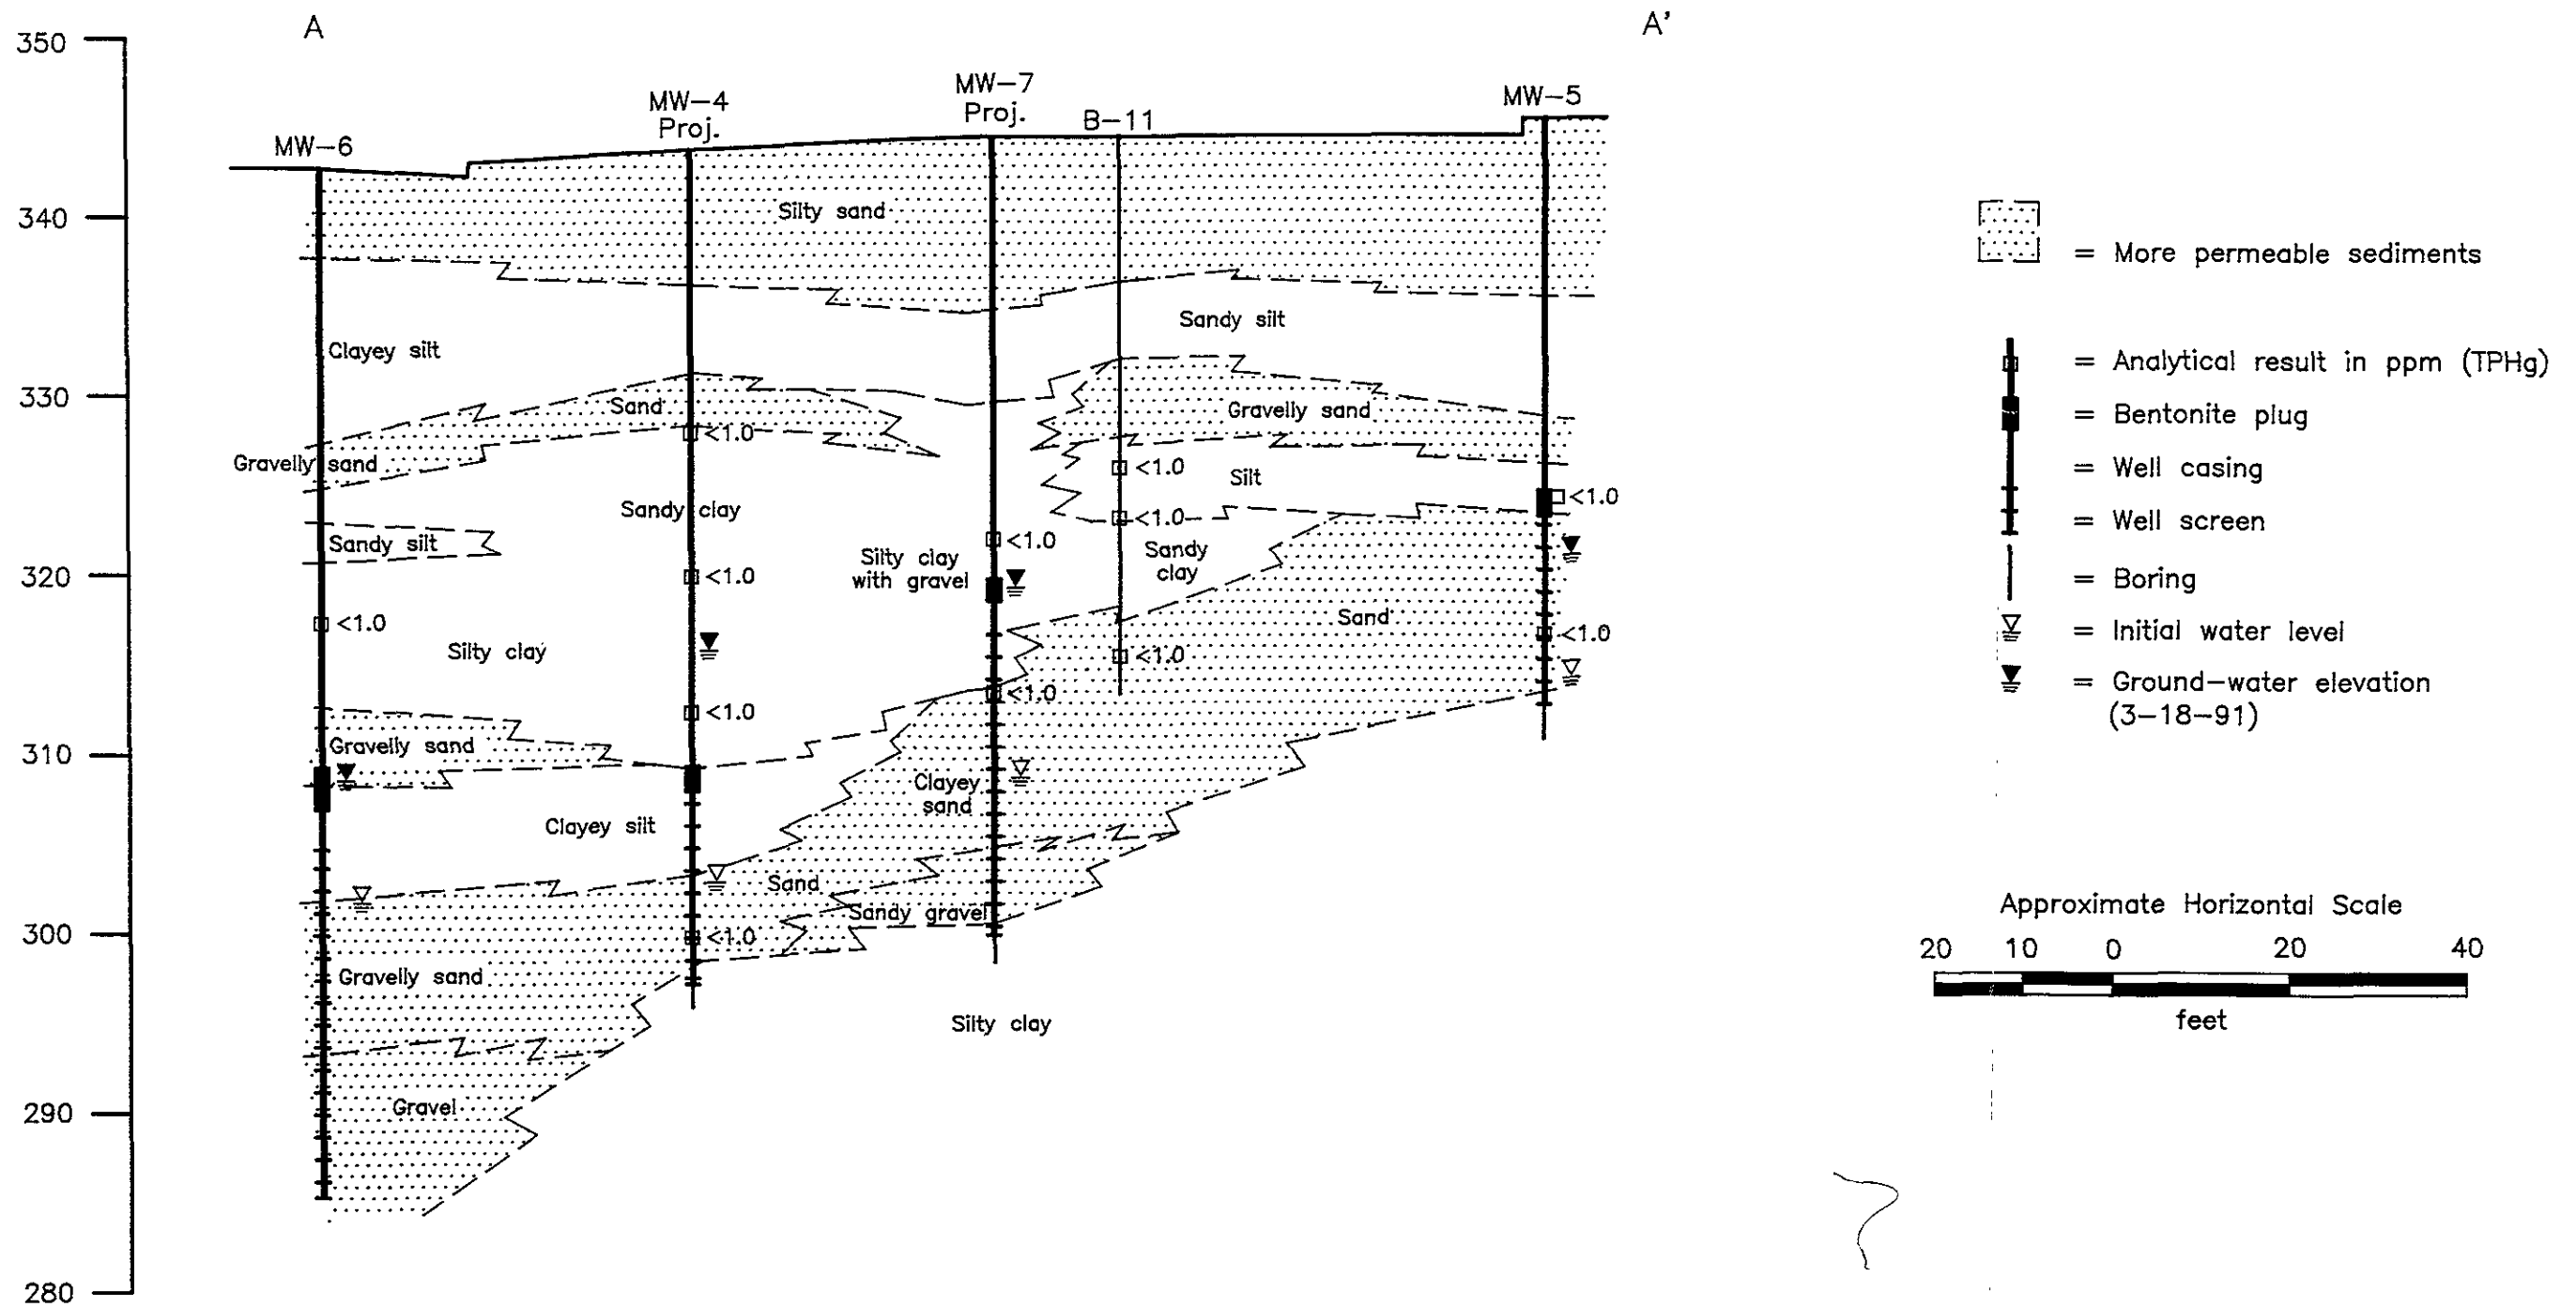 A
A'
350
340
330
320
310
300
290
280
MW-6
MW-4
Proj.
MW-7
Proj.
B-11
MW-5
Silty sand
Clayey silt
Sandy silt
Sand
Gravelly sand
Gravelly sand
<1.0
<1.0
Silt
<1.0
Sandy clay
<1.0
Sandy silt
<1.0
Silty clay
with gravel
Sandy
clay
<1.0
<1.0
Sand
<1.0
Silty clay
<1.0
<1.0
<1.0
Gravelly sand
Clayey
sand
Clayey silt
Sand
Sandy gravel
<1.0
Gravelly sand
Silty clay
Gravel
= More permeable sediments
= Analytical result in ppm (TPHg)
= Bentonite plug
= Well casing
= Well screen
= Boring
= Initial water level
= Ground-water elevation
(3-18-91)
Approximate Horizontal Scale
20 10 0 20 40
feet